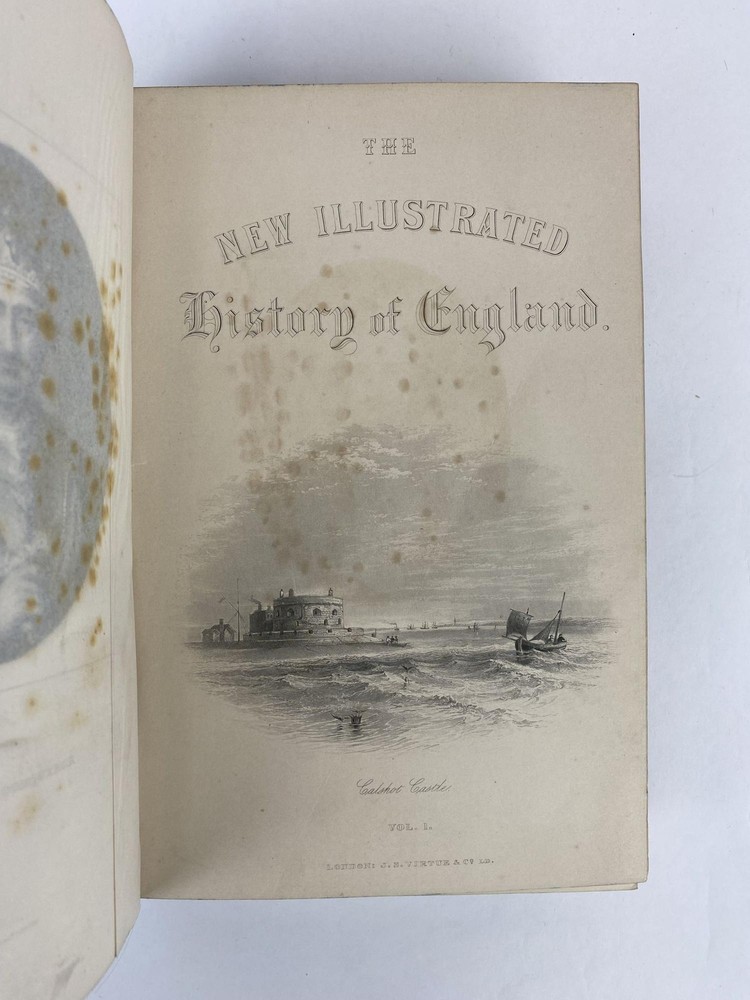 THE
NEW ILLUSTRATED
History of England.
Calshot Castle.
VOL. I.
LONDON: J. S. VIRTUE & Co. LD.